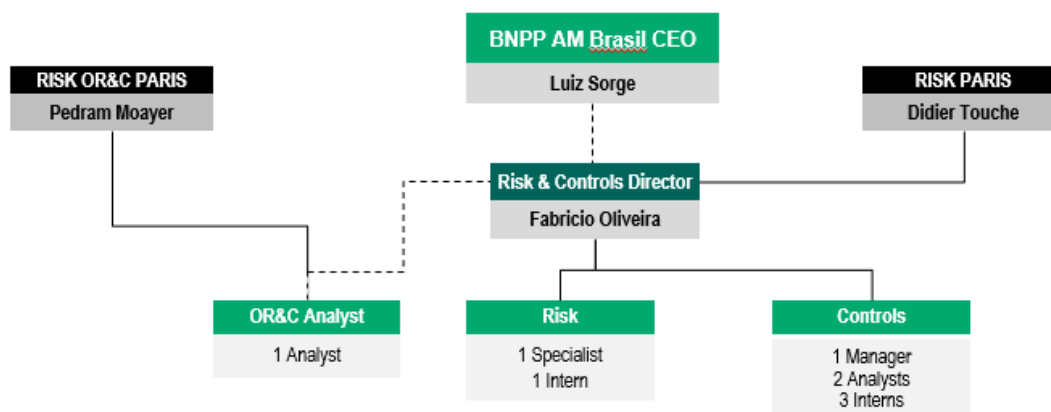 BNPP AM Brasil CEO
Luiz Sorge
RISK OR&C PARIS
Pedram Moayer
RISK PARIS
Didier Touche
Risk & Controls Director
Fabricio Oliveira
OR&C Analyst
1 Analyst
Risk
1 Specialist
1 Intern
Controls
1 Manager
2 Analysts
3 Interns